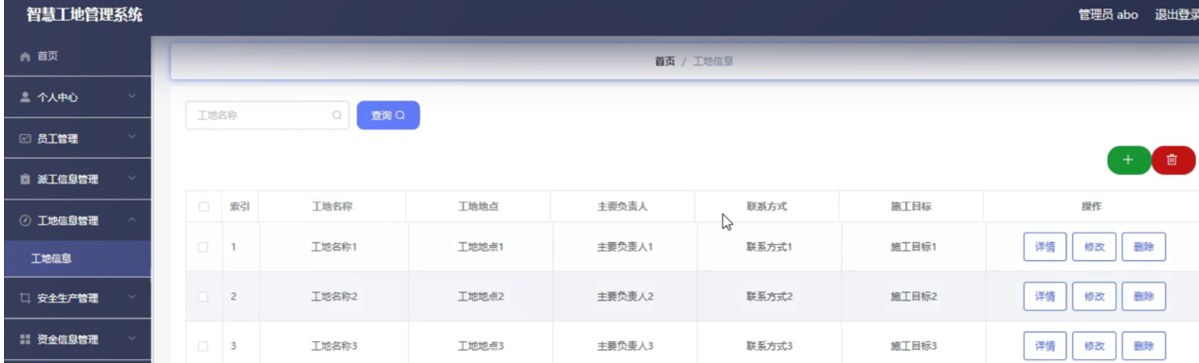 智慧工地管理系统
管理员 abo 退出登录
首页
个人中心
员工管理
派工信息管理
工地信息管理
工地信息
安全生产管理
资金信息管理
首页 / 工地信息
工地名称
查询
索引 工地名称 工地地点 主要负责人 联系方式 施工目标 操作
1 工地名称1 工地地点1 主要负责人1 联系方式1 施工目标1 详情 修改 删除
2 工地名称2 工地地点2 主要负责人2 联系方式2 施工目标2 详情 修改 删除
3 工地名称3 工地地点3 主要负责人3 联系方式3 施工目标3 详情 修改 删除